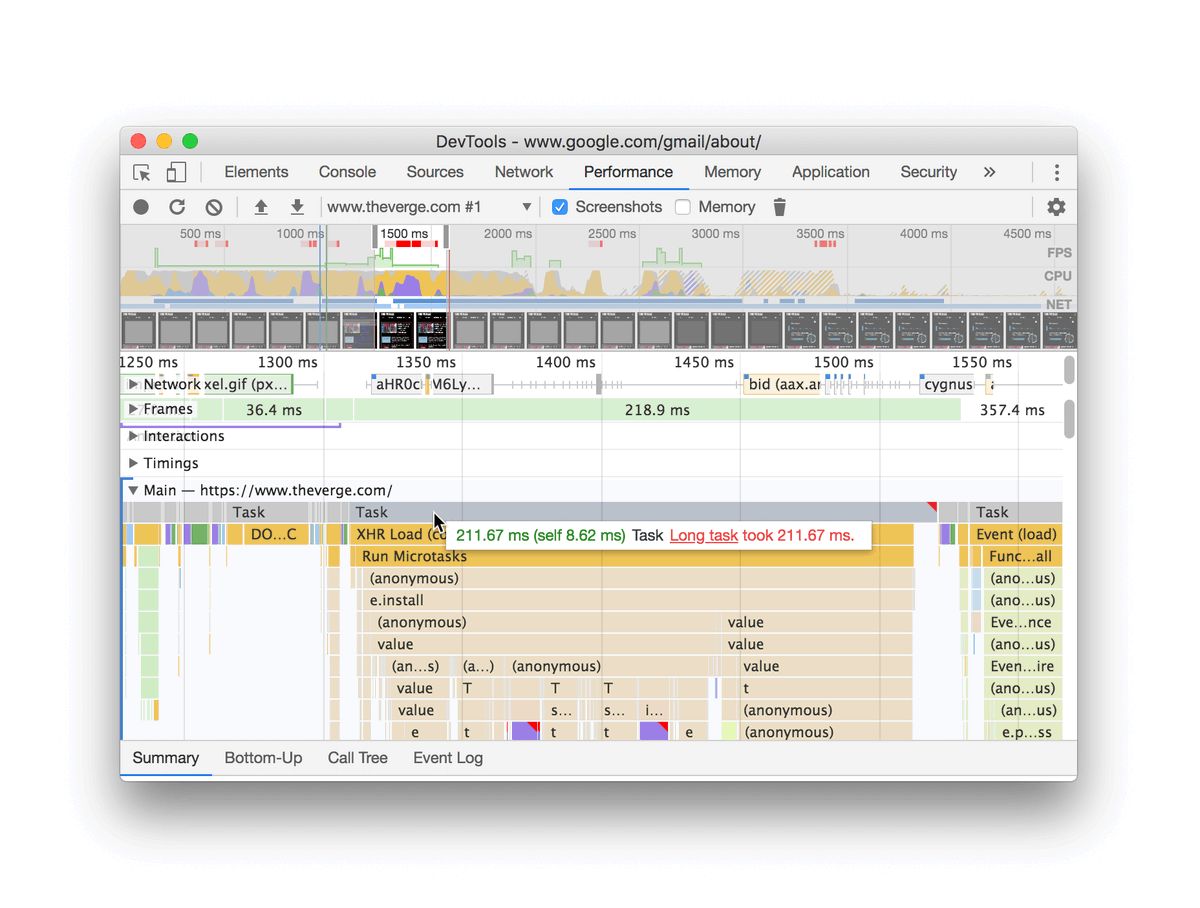 DevTools - www.google.com/gmail/about/
Elements Console Sources Network Performance Memory Application Security »
www.theverge.com #1 Screenshots Memory
500 ms 1000 ms 1500 ms 2000 ms 2500 ms 3000 ms 3500 ms 4000 ms 4500 ms
FPS
CPU
NET
1250 ms 1300 ms 1350 ms 1400 ms 1450 ms 1500 ms 1550 ms
Network xel.gif (px... aHR0c M6Ly... bid (aax.ar cygnus
Frames 36.4 ms 218.9 ms 357.4 ms
Interactions
Timings
Main — https://www.theverge.com/
Task Task Task
DO...C XHR Load (co Event (load)
211.67 ms (self 8.62 ms) Task Long task took 211.67 ms.
Run Microtasks Func...all
(anonymous) (ano...us)
e.install (ano...us)
(anonymous) value Eve...nce
value value (ano...us)
(an...s) (a...) (anonymous) value Even...ire
value T T T t (ano...us)
value s... s... i... (anonymous) (an...us)
e t t t e (anonymous) e.p...ss
Summary Bottom-Up Call Tree Event Log